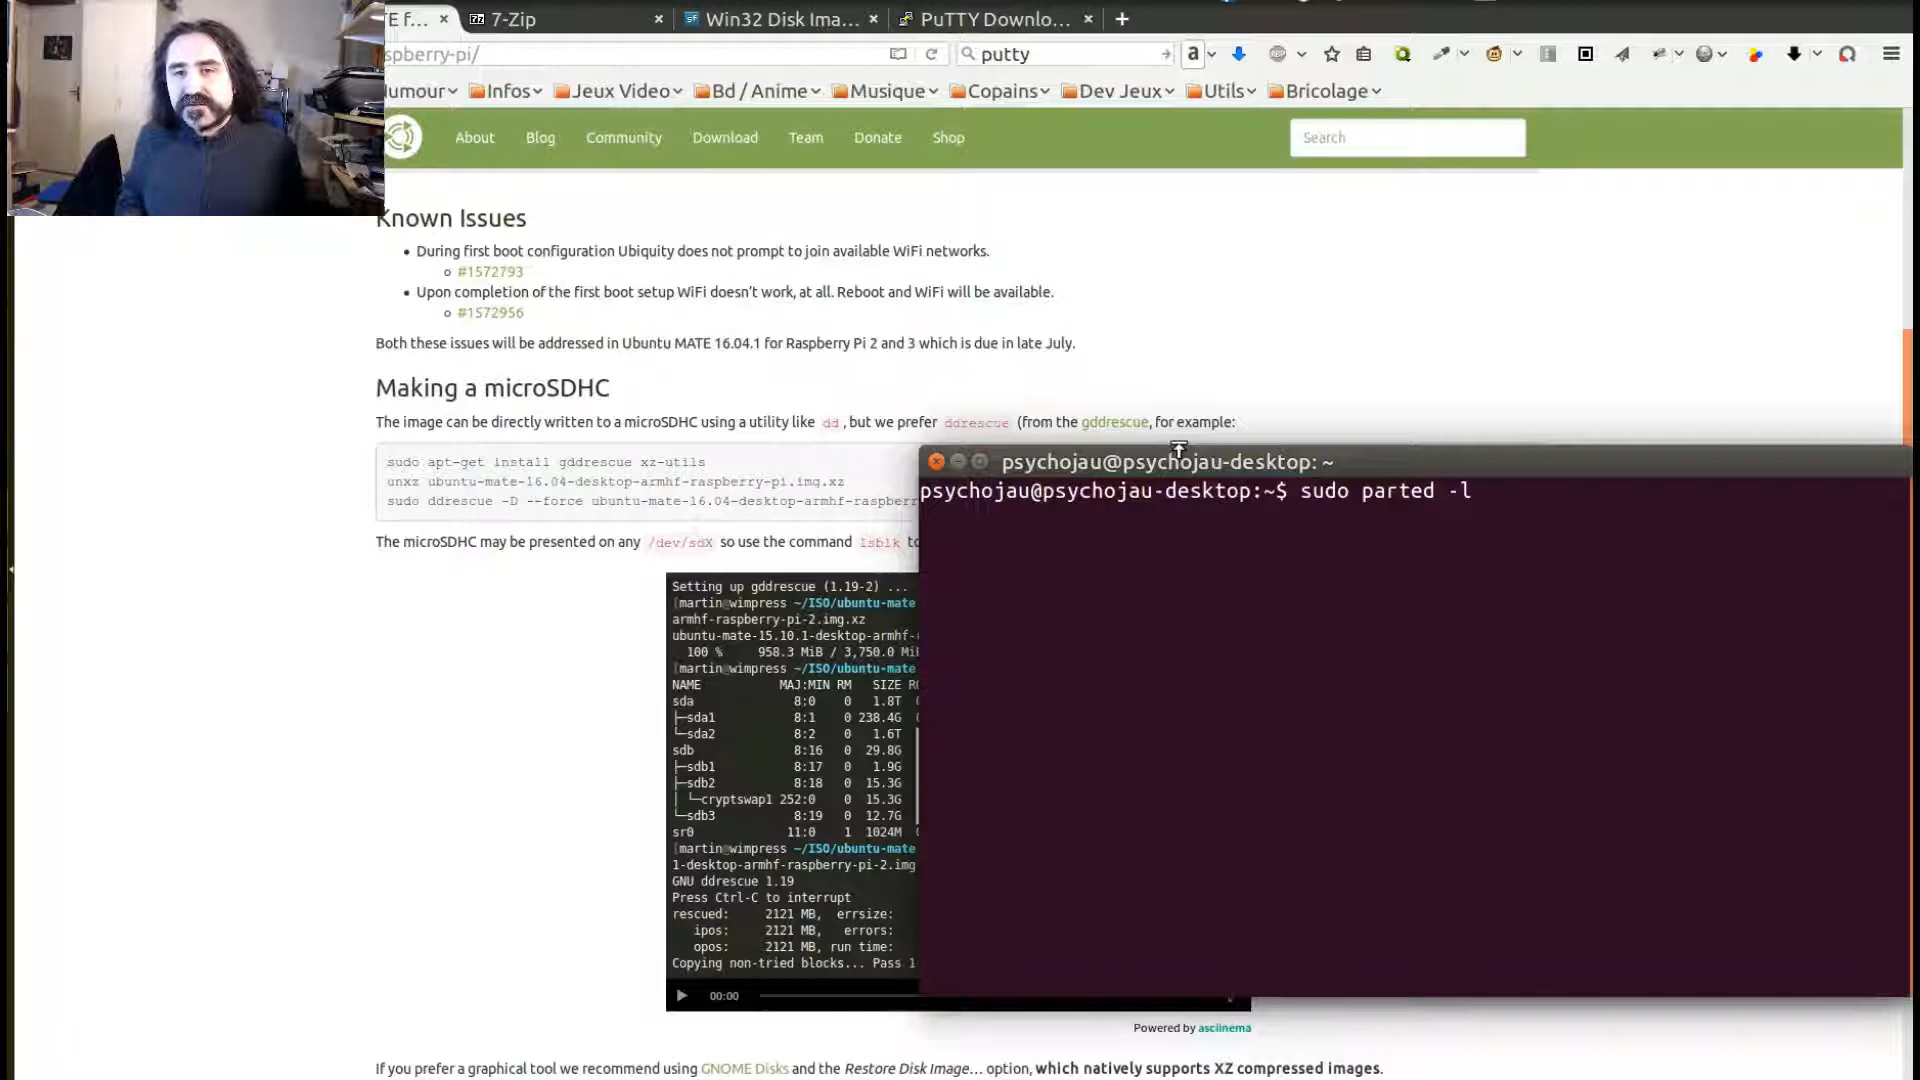 E f...
7-Zip
Win32 Disk Ima...
PuTTY Downlo...
spberry-pi/
putty
umour
Infos
Jeux Video
Bd / Anime
Musique
Copains
Dev Jeux
Utils
Bricolage
About
Blog
Community
Download
Team
Donate
Shop
Search
Known Issues
During first boot configuration Ubiquity does not prompt to join available WiFi networks.
#1572793
Upon completion of the first boot setup WiFi doesn't work, at all. Reboot and WiFi will be available.
#1572956
Both these issues will be addressed in Ubuntu MATE 16.04.1 for Raspberry Pi 2 and 3 which is due in late July.
Making a microSDHC
The image can be directly written to a microSDHC using a utility like dd, but we prefer ddrescue (from the gddrescue, for example:
sudo apt-get install gddrescue xz-utils
unxz ubuntu-mate-16.04-desktop-armhf-raspberry-pi.img.xz
sudo ddrescue -D --force ubuntu-mate-16.04-desktop-armhf-raspberr
The microSDHC may be presented on any /dev/sdX so use the command lsblk to
psychojau@psychojau-desktop: ~
psychojau@psychojau-desktop:~$ sudo parted -l
Setting up gddrescue (1.19-2) ...
[martin@wimpress ~/ISO/ubuntu-mate
armhf-raspberry-pi-2.img.xz
ubuntu-mate-15.10.1-desktop-armhf-
100 % 958.3 MiB / 3,750.0 Mi
[martin@wimpress ~/ISO/ubuntu-mate
NAME MAJ:MIN RM SIZE R
sda 8:0 0 1.8T
├─sda1 8:1 0 238.4G
└─sda2 8:2 0 1.6T
sdb 8:16 0 29.8G
├─sdb1 8:17 0 1.9G
├─sdb2 8:18 0 15.3G
│ └─cryptswap1 252:0 0 15.3G
└─sdb3 8:19 0 12.7G
sr0 11:0 1 1024M
[martin@wimpress ~/ISO/ubuntu-mate
1-desktop-armhf-raspberry-pi-2.img
GNU ddrescue 1.19
Press Ctrl-C to interrupt
rescued: 2121 MB, errsize:
ipos: 2121 MB, errors:
opos: 2121 MB, run time:
Copying non-tried blocks... Pass 1
00:00
Powered by asciinema
If you prefer a graphical tool we recommend using GNOME Disks and the Restore Disk Image... option, which natively supports XZ compressed images.